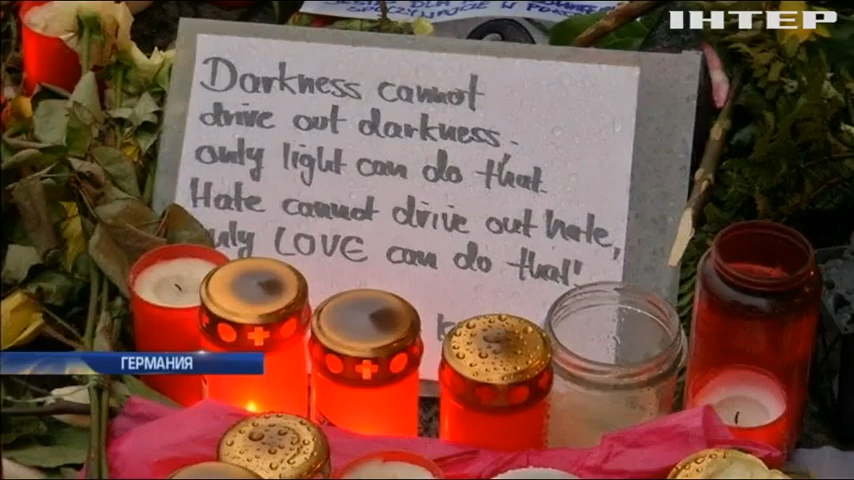 ІНТЕР
Darkness cannot
drive out darkness.
only light can do that.
Hate cannot drive out hate,
only LOVE can do that!
ГЕРМАНИЯ